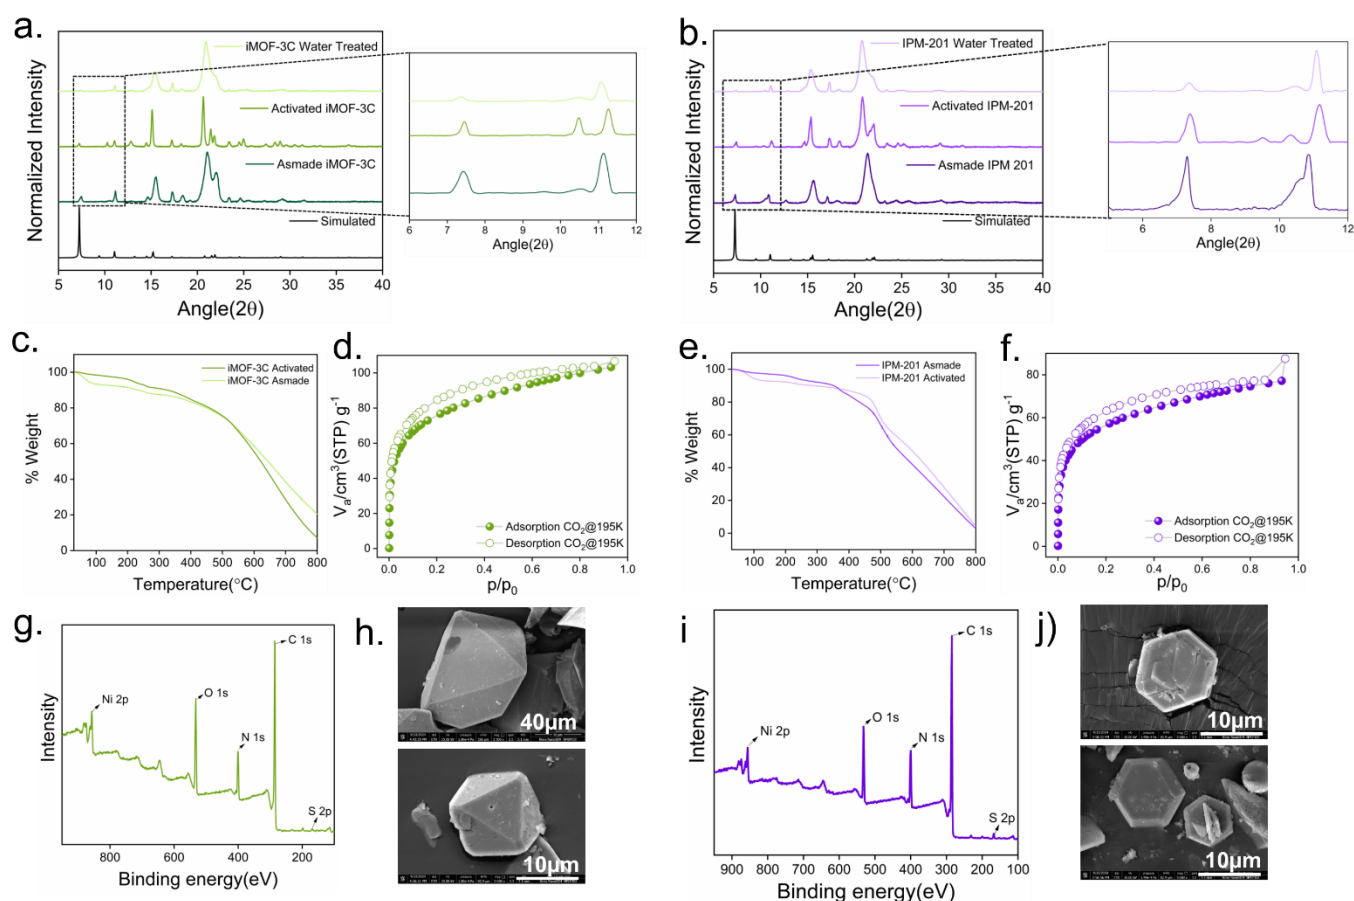 a.
iMOF-3C Water Treated
Activated iMOF-3C
Asmade iMOF-3C
Simulated
Normalized Intensity
5 10 15 20 25 30 35 40
Angle(2θ)
6 7 8 9 10 11 12
Angle(2θ)
b.
IPM-201 Water Treated
Activated IPM-201
Asmade IPM 201
Simulated
Normalized Intensity
5 10 15 20 25 30 35 40
Angle(2θ)
5 6 7 8 9 10 11 12
Angle(2θ)
c.
iMOF-3C Activated
iMOF-3C Asmade
% Weight
100
80
60
40
20
0
100 200 300 400 500 600 700 800
Temperature(°C)
d.
Vₐ/cm³(STP) g⁻¹
100
80
60
40
20
0
Adsorption CO₂@195K
Desorption CO₂@195K
0.0 0.2 0.4 0.6 0.8 1.0
p/p₀
e.
IPM-201 Asmade
IPM-201 Activated
% Weight
100
80
60
40
20
0
100 200 300 400 500 600 700 800
Temperature(°C)
f.
Vₐ/cm³(STP) g⁻¹
80
60
40
20
0
Adsorption CO₂@195K
Desorption CO₂@195K
0.0 0.2 0.4 0.6 0.8 1.0
p/p₀
g.
C 1s
O 1s
Ni 2p
N 1s
S 2p
Intensity
800 600 400 200
Binding energy(eV)
h.
40μm
10μm
i
C 1s
O 1s
Ni 2p
N 1s
S 2p
Intensity
900 800 700 600 500 400 300 200 100
Binding energy(eV)
j)
10μm
10μm